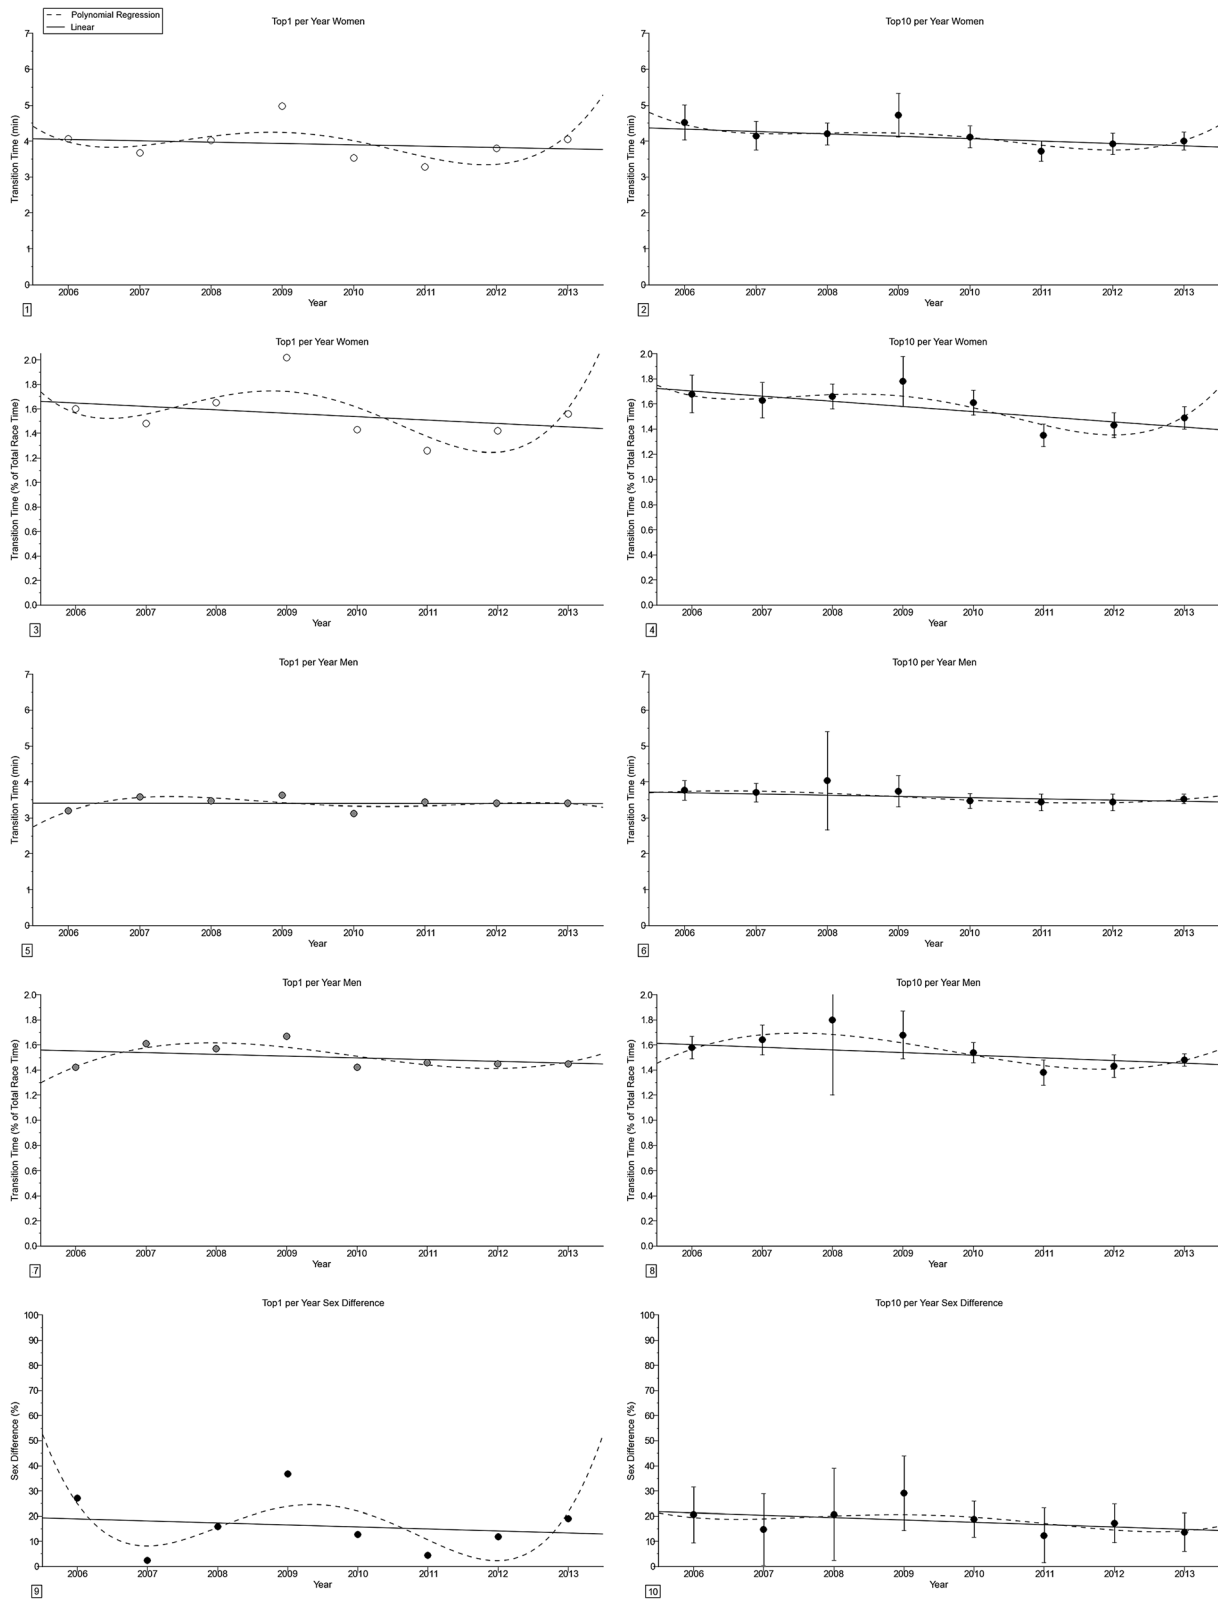 Polynomial Regression
Linear
Top1 per Year Women
7
6
5
4
3
2
1
0
Transition Time (min)
2006 2007 2008 2009 2010 2011 2012 2013
Year
1
Top10 per Year Women
7
6
5
4
3
2
1
0
Transition Time (min)
2006 2007 2008 2009 2010 2011 2012 2013
Year
2
Top1 per Year Women
2.0
1.8
1.6
1.4
1.2
1.0
0.8
0.6
0.4
0.2
0.0
Transition Time (% of Total Race Time)
2006 2007 2008 2009 2010 2011 2012 2013
Year
3
Top10 per Year Women
2.0
1.8
1.6
1.4
1.2
1.0
0.8
0.6
0.4
0.2
0.0
Transition Time (% of Total Race Time)
2006 2007 2008 2009 2010 2011 2012 2013
Year
4
Top1 per Year Men
7
6
5
4
3
2
1
0
Transition Time (min)
2006 2007 2008 2009 2010 2011 2012 2013
Year
5
Top10 per Year Men
7
6
5
4
3
2
1
0
Transition Time (min)
2006 2007 2008 2009 2010 2011 2012 2013
Year
6
Top1 per Year Men
2.0
1.8
1.6
1.4
1.2
1.0
0.8
0.6
0.4
0.2
0.0
Transition Time (% of Total Race Time)
2006 2007 2008 2009 2010 2011 2012 2013
Year
7
Top10 per Year Men
2.0
1.8
1.6
1.4
1.2
1.0
0.8
0.6
0.4
0.2
0.0
Transition Time (% of Total Race Time)
2006 2007 2008 2009 2010 2011 2012 2013
Year
8
Top1 per Year Sex Difference
100
90
80
70
60
50
40
30
20
10
0
Sex Difference (%)
2006 2007 2008 2009 2010 2011 2012 2013
Year
9
Top10 per Year Sex Difference
100
90
80
70
60
50
40
30
20
10
0
Sex Difference (%)
2006 2007 2008 2009 2010 2011 2012 2013
Year
10